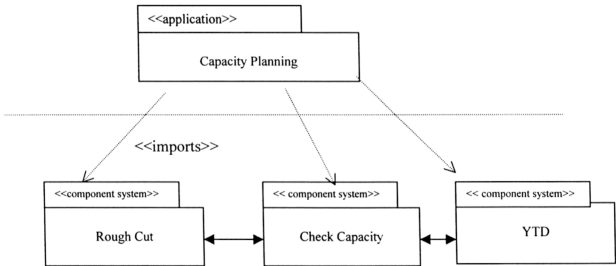 <<application>>
Capacity Planning
<<imports>>
<<component system>>
<< component system>>
<< component system>>
Rough Cut
Check Capacity
YTD